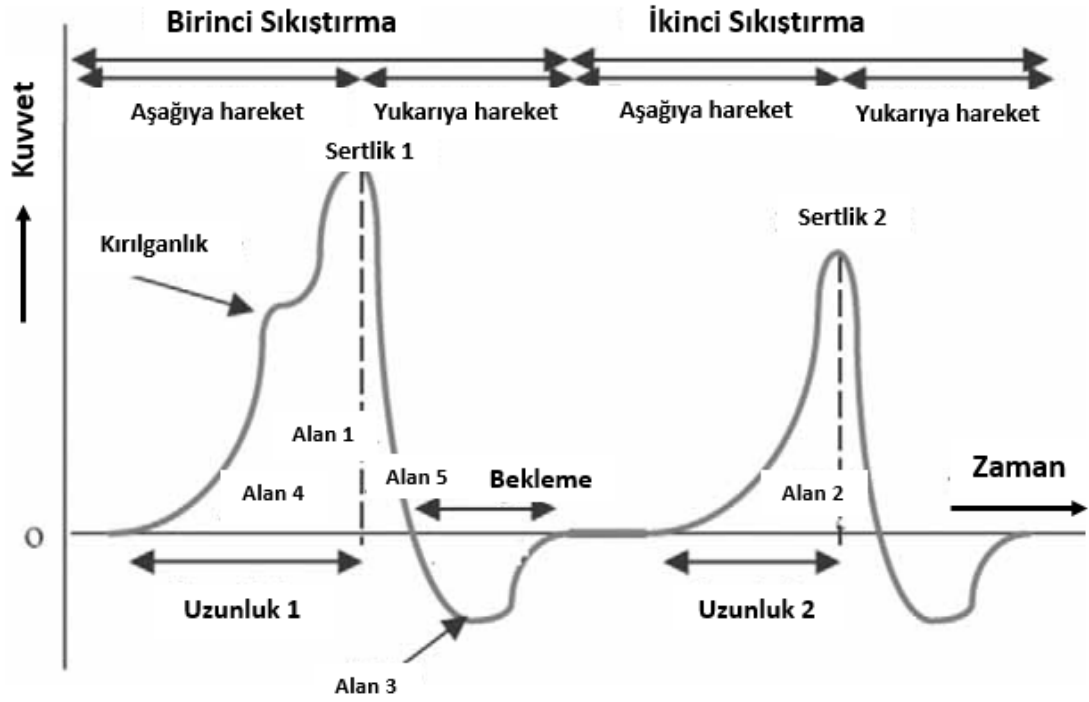 Birinci Sıkıştırma
İkinci Sıkıştırma
Aşağıya hareket
Yukarıya hareket
Aşağıya hareket
Yukarıya hareket
Kuvvet
Sertlik 1
Sertlik 2
Kırılganlık
Alan 1
Alan 5
Bekleme
Zaman
Alan 4
Alan 2
O
Uzunluk 1
Uzunluk 2
Alan 3